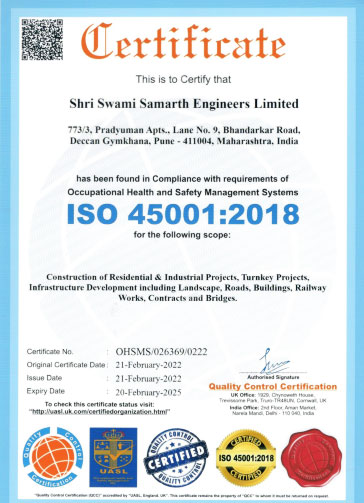 Certificate
This is to Certify that
Shri Swami Samarth Engineers Limited
773/3, Pradyuman Apts., Lane No. 9, Bhandarkar Road,
Deccan Gymkhana, Pune - 411004, Maharashtra, India
has been found in Compliance with requirements of
Occupational Health and Safety Management Systems
ISO 45001:2018
for the following scope:
Construction of Residential & Industrial Projects, Turnkey Projects,
Infrastructure Development including Landscape, Roads, Buildings, Railway
Works, Contracts and Bridges.
Certificate No. : OHSMS/026369/0222
Original Certificate Date : 21-February-2022
Issue Date : 21-February-2022
Expiry Date : 20-February-2025
To check this certificate status visit:
"http://uasl.uk.com/certifiedorganization.html"
Authorised Signature
Quality Control Certification
UK Office: 1929, Chynoweth House,
Trevissome Park, Truro-TR48UN, Cornwall, UK
India Office: 2nd Floor, Aman Market,
Narela Mandi, Delhi - 110 040, India
Quality Control
Certification
UASL
QUALITY CONTROL
CERTIFIED
QUALITY CONTROL
CERTIFIED
ISO 45001:2018
CERTIFIED
"Quality Control Certification (QCC)" accredited by "UASL, England, UK". This certificate remains the property of "QCC" to whom it must be returned on request.